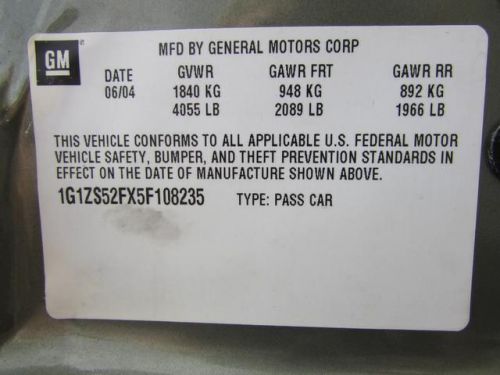 GM
MFD BY GENERAL MOTORS CORP
DATE GVWR GAWR FRT GAWR RR
06/04 1840 KG 948 KG 892 KG
4055 LB 2089 LB 1966 LB
THIS VEHICLE CONFORMS TO ALL APPLICABLE U.S. FEDERAL MOTOR
VEHICLE SAFETY, BUMPER, AND THEFT PREVENTION STANDARDS IN
EFFECT ON THE DATE OF MANUFACTURE SHOWN ABOVE.
1G1ZS52FX5F108235 TYPE: PASS CAR